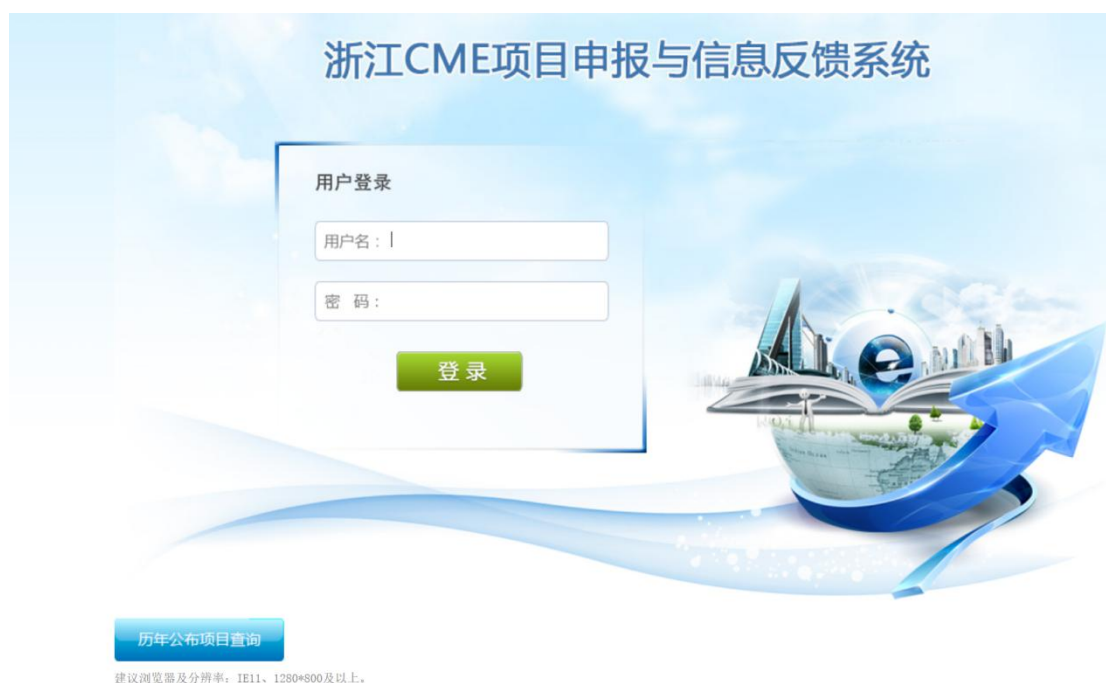 浙江CME项目申报与信息反馈系统
用户登录
用户名：
密 码：
登录
历年公布项目查询
建议浏览器及分辨率：IE11、1280*800及以上。